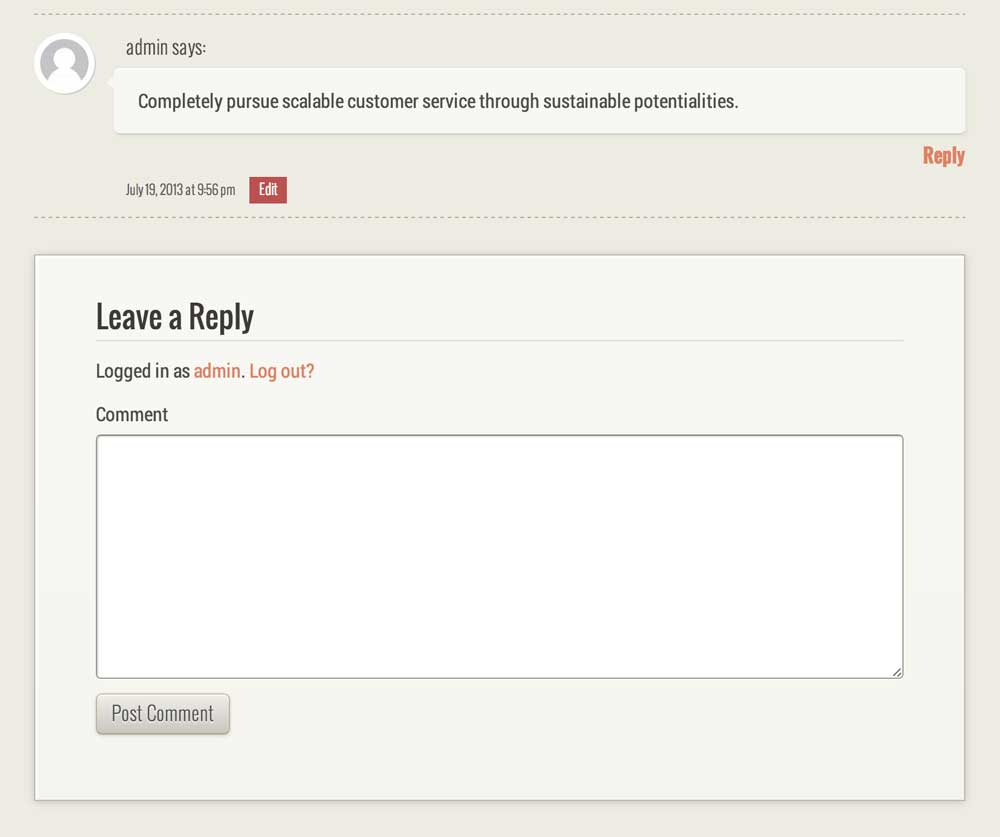 admin says:
Completely pursue scalable customer service through sustainable potentialities.
Reply
July 19, 2013 at 9:56 pm Edit
Leave a Reply
Logged in as admin. Log out?
Comment
Post Comment